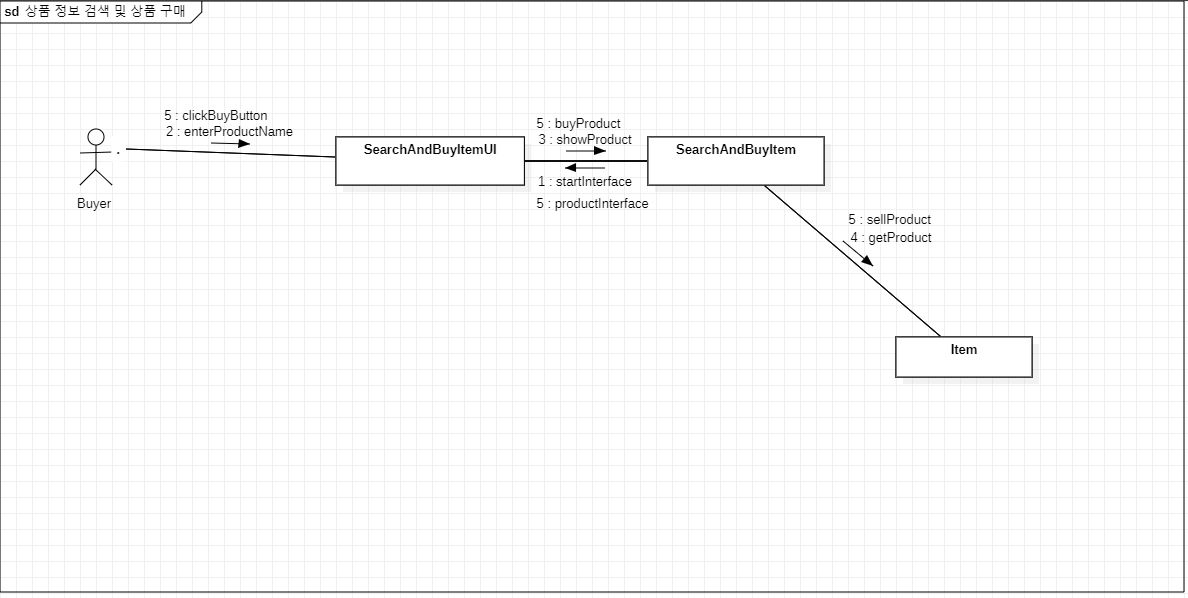 sd 상품 정보 검색 및 상품 구매
5 : clickBuyButton
2 : enterProductName
Buyer
SearchAndBuyItemUI
5 : buyProduct
3 : showProduct
1 : startInterface
5 : productInterface
SearchAndBuyItem
5 : sellProduct
4 : getProduct
Item